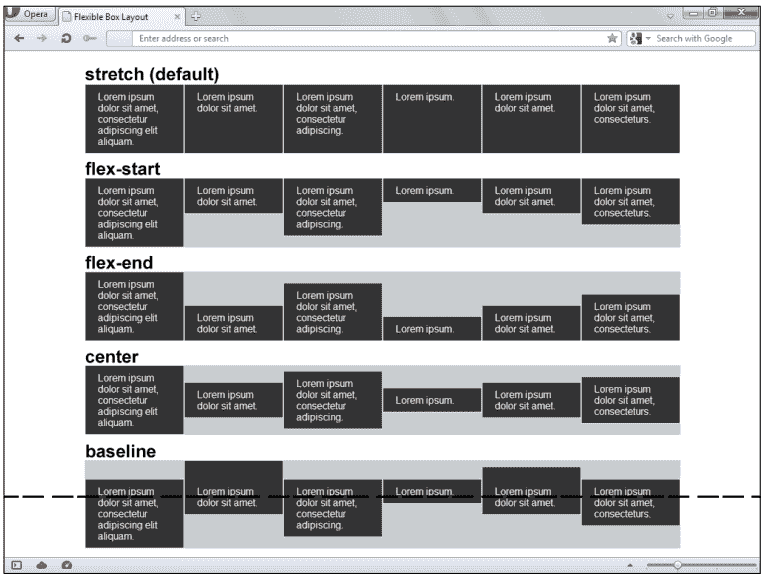 Opera
Flexible Box Layout
Enter address or search
Search with Google
stretch (default)
Lorem ipsum
dolor sit amet,
consectetur
adipiscing elit
aliquam.
Lorem ipsum
dolor sit amet.
Lorem ipsum
dolor sit amet,
consectetur
adipiscing.
Lorem ipsum.
Lorem ipsum
dolor sit amet.
Lorem ipsum
dolor sit amet,
consecteturs.
flex-start
Lorem ipsum
dolor sit amet,
consectetur
adipiscing elit
aliquam.
Lorem ipsum
dolor sit amet.
Lorem ipsum
dolor sit amet,
consectetur
adipiscing.
Lorem ipsum.
Lorem ipsum
dolor sit amet.
Lorem ipsum
dolor sit amet,
consecteturs.
flex-end
Lorem ipsum
dolor sit amet,
consectetur
adipiscing elit
aliquam.
Lorem ipsum
dolor sit amet.
Lorem ipsum
dolor sit amet,
consectetur
adipiscing.
Lorem ipsum.
Lorem ipsum
dolor sit amet.
Lorem ipsum
dolor sit amet,
consecteturs.
center
Lorem ipsum
dolor sit amet,
consectetur
adipiscing elit
aliquam.
Lorem ipsum
dolor sit amet.
Lorem ipsum
dolor sit amet,
consectetur
adipiscing.
Lorem ipsum.
Lorem ipsum
dolor sit amet.
Lorem ipsum
dolor sit amet,
consecteturs.
baseline
Lorem ipsum
dolor sit amet,
consectetur
adipiscing elit
aliquam.
Lorem ipsum
dolor sit amet.
Lorem ipsum
dolor sit amet,
consectetur
adipiscing.
Lorem ipsum.
Lorem ipsum
dolor sit amet.
Lorem ipsum
dolor sit amet,
consecteturs.